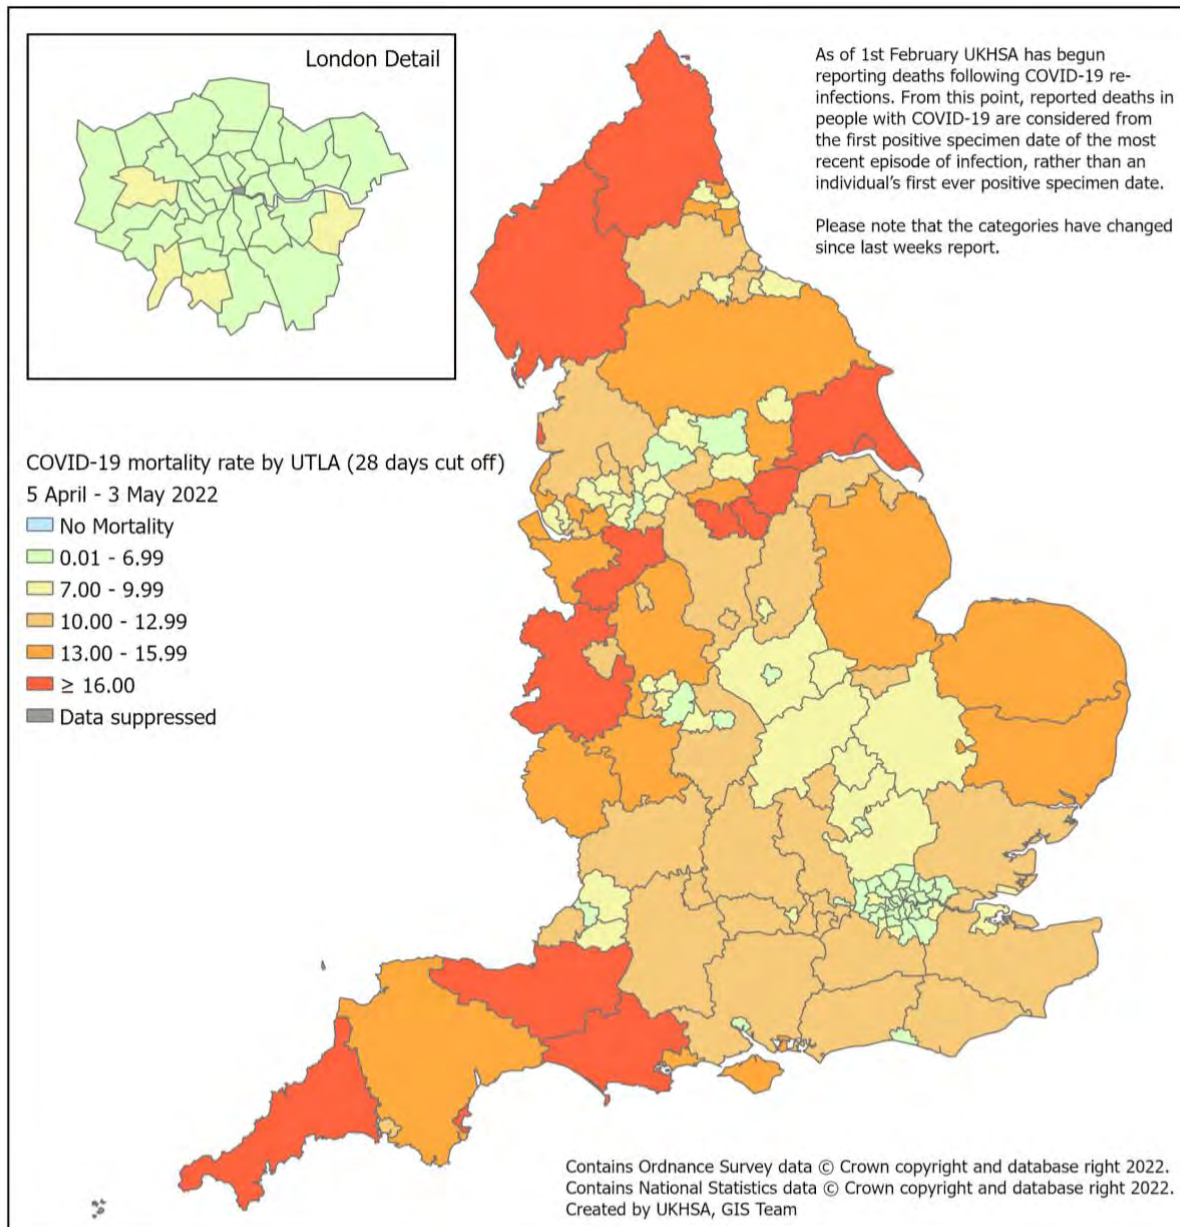 London Detail
As of 1st February UKHSA has begun
reporting deaths following COVID-19 re-
infections. From this point, reported deaths in
people with COVID-19 are considered from
the first positive specimen date of the most
recent episode of infection, rather than an
individual's first ever positive specimen date.
Please note that the categories have changed
since last weeks report.
COVID-19 mortality rate by UTLA (28 days cut off)
5 April - 3 May 2022
No Mortality
0.01 - 6.99
7.00 - 9.99
10.00 - 12.99
13.00 - 15.99
≥ 16.00
Data suppressed
Contains Ordnance Survey data © Crown copyright and database right 2022.
Contains National Statistics data © Crown copyright and database right 2022.
Created by UKHSA, GIS Team